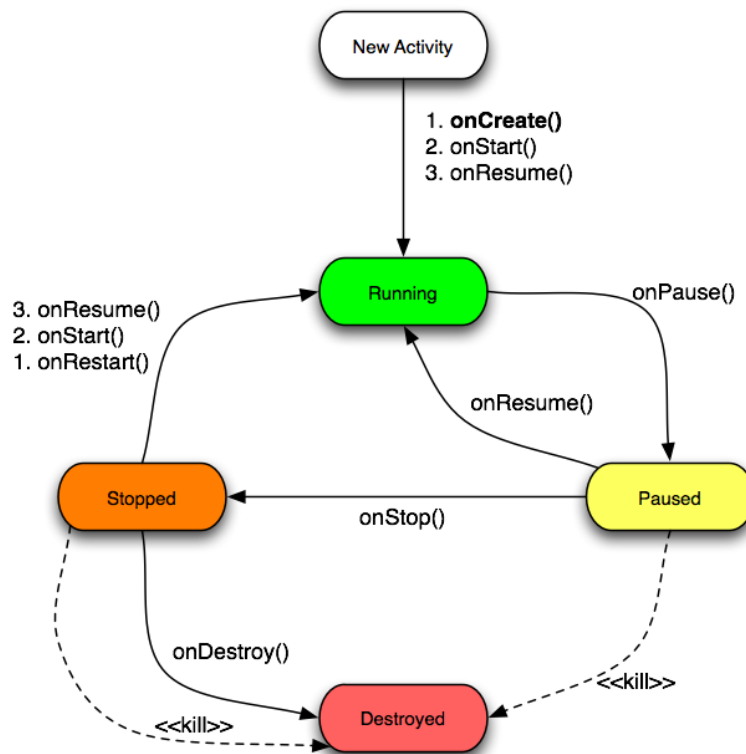 New Activity
1. onCreate()
2. onStart()
3. onResume()
Running
onPause()
3. onResume()
2. onStart()
1. onRestart()
onResume()
Stopped
Paused
onStop()
onDestroy()
<<kill>>
<<kill>>
Destroyed